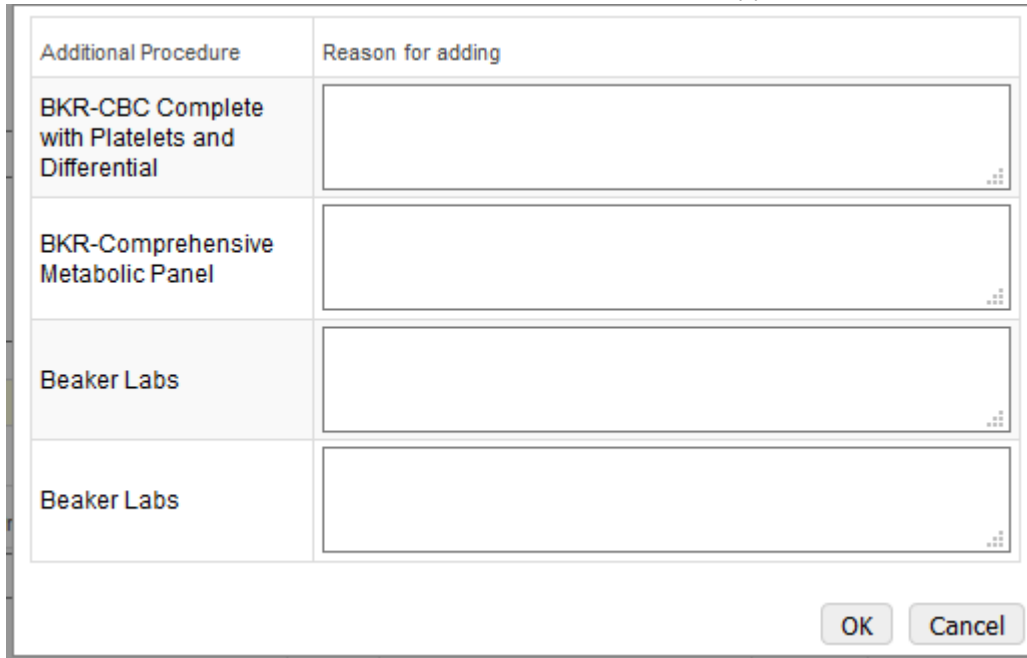 Additional Procedure
Reason for adding
BKR-CBC Complete
with Platelets and
Differential
BKR-Comprehensive
Metabolic Panel
Beaker Labs
Beaker Labs
OK
Cancel